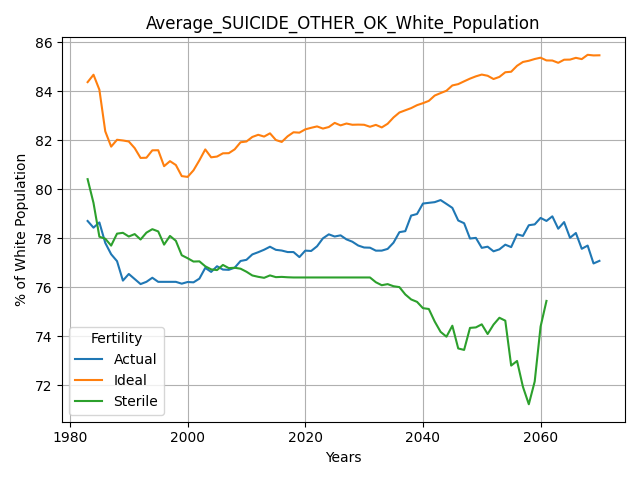 Average_SUICIDE_OTHER_OK_White_Population
% of White Population
86
84
82
80
78
76
74
72
Fertility
Actual
Ideal
Sterile
1980
2000
2020
2040
2060
Years